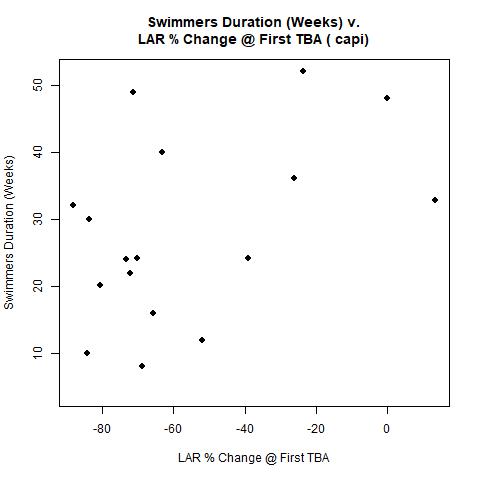 Swimmers Duration (Weeks) v.
LAR % Change @ First TBA ( capi)
Swimmers Duration (Weeks)
50
40
30
20
10
-80 -60 -40 -20 0
LAR % Change @ First TBA